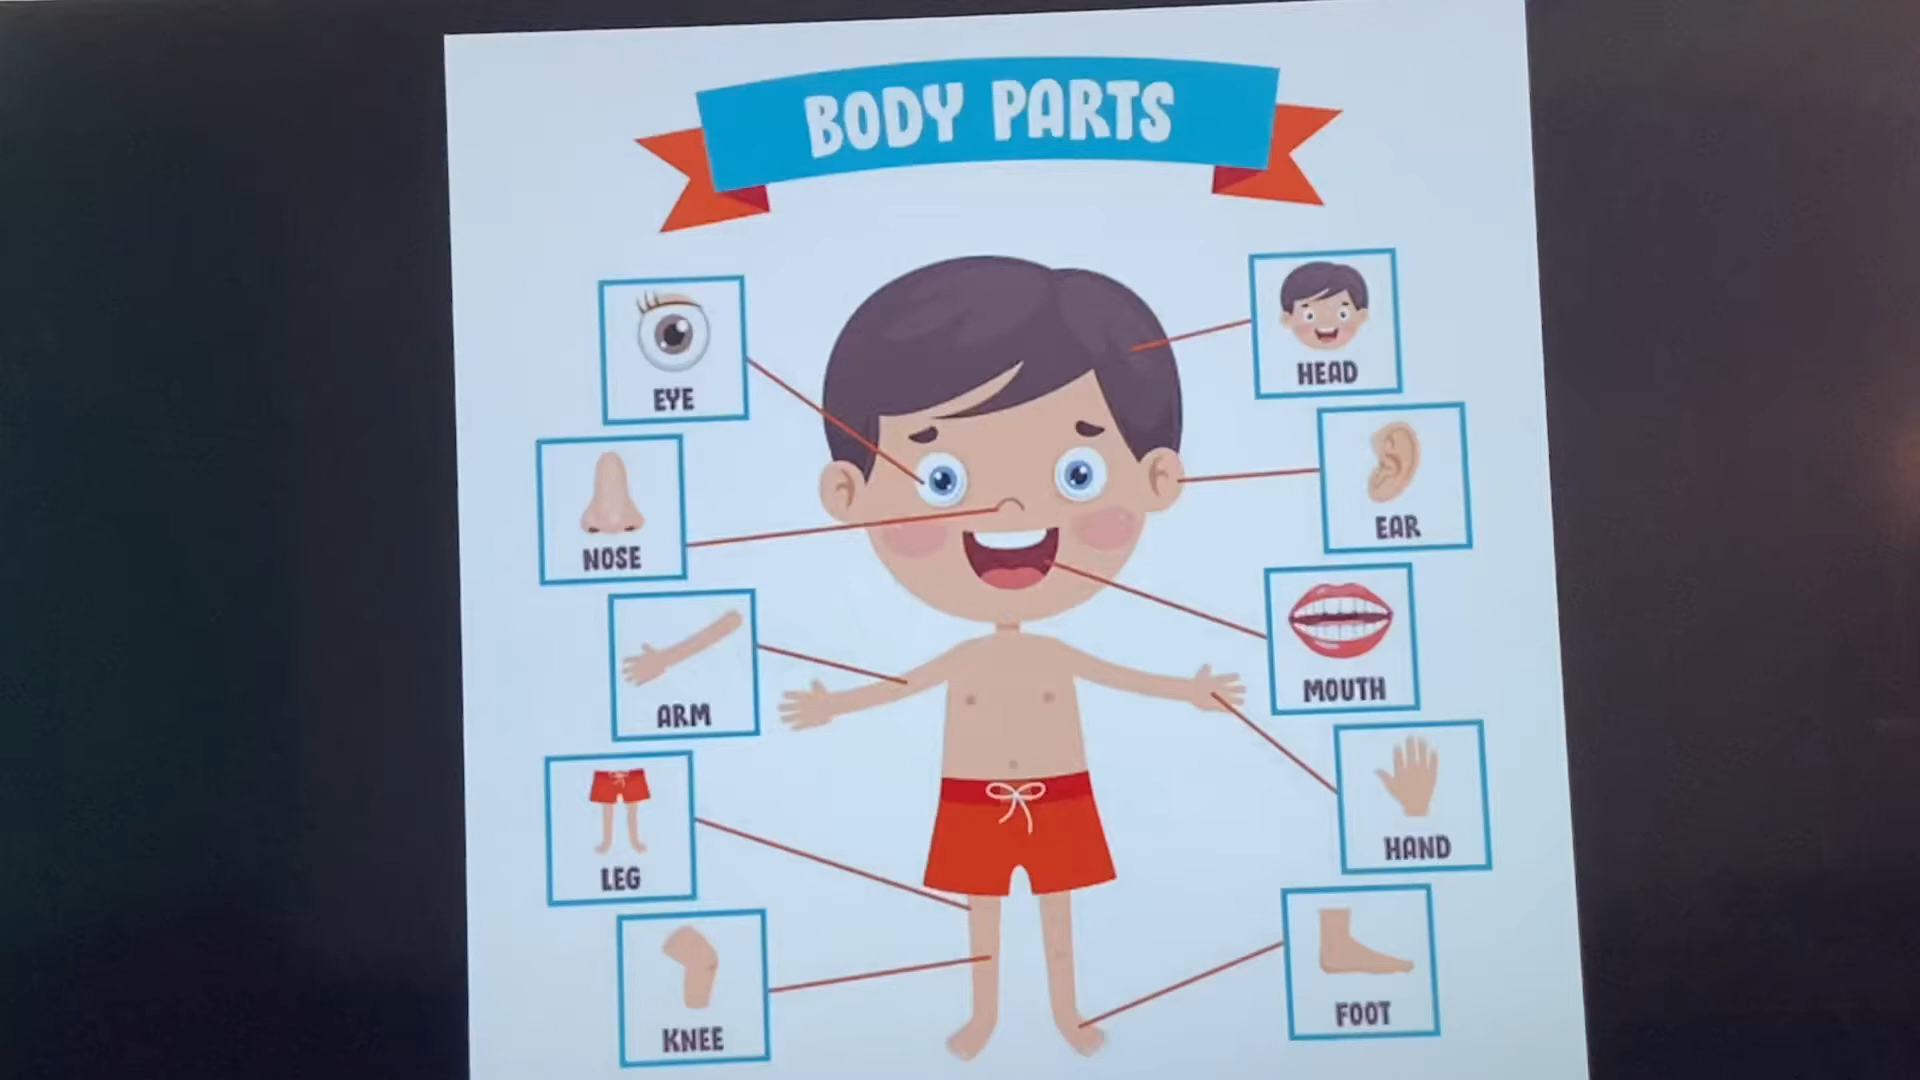 BODY PARTS
EYE
HEAD
NOSE
EAR
ARM
MOUTH
LEG
HAND
KNEE
FOOT